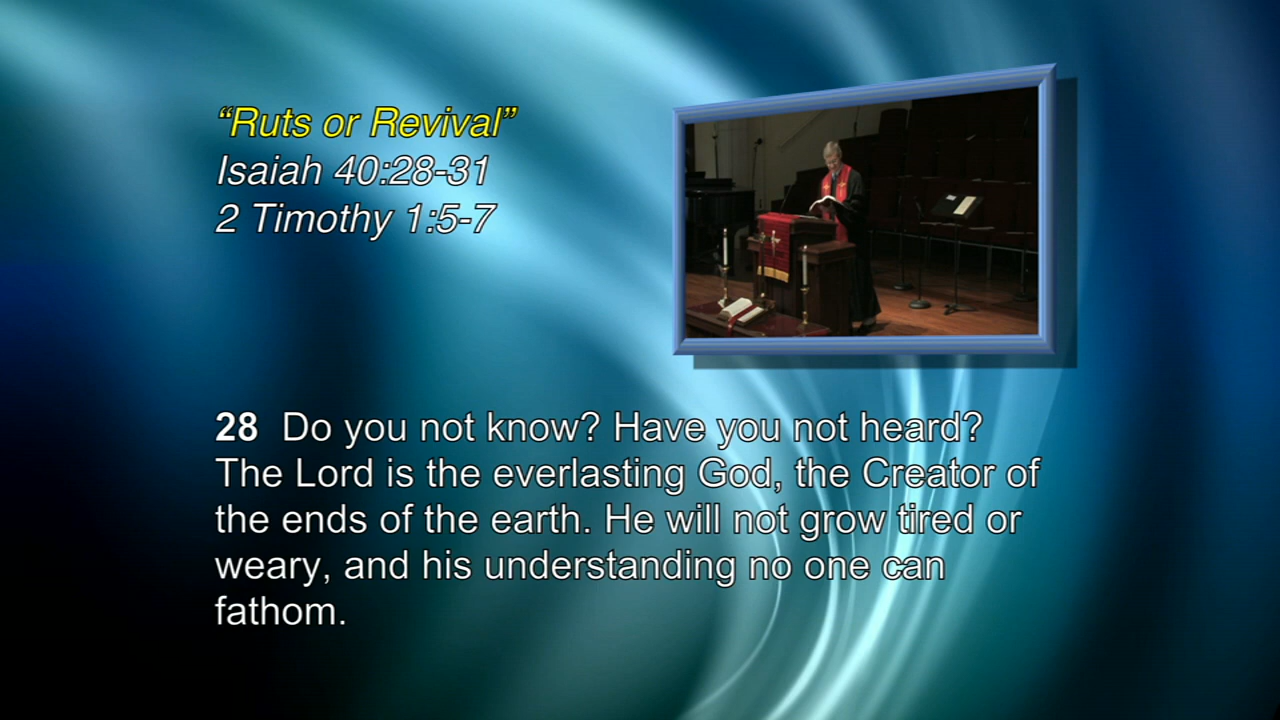 “Ruts or Revival”
Isaiah 40:28-31
2 Timothy 1:5-7
28 Do you not know? Have you not heard?
The Lord is the everlasting God, the Creator of
the ends of the earth. He will not grow tired or
weary, and his understanding no one can
fathom.